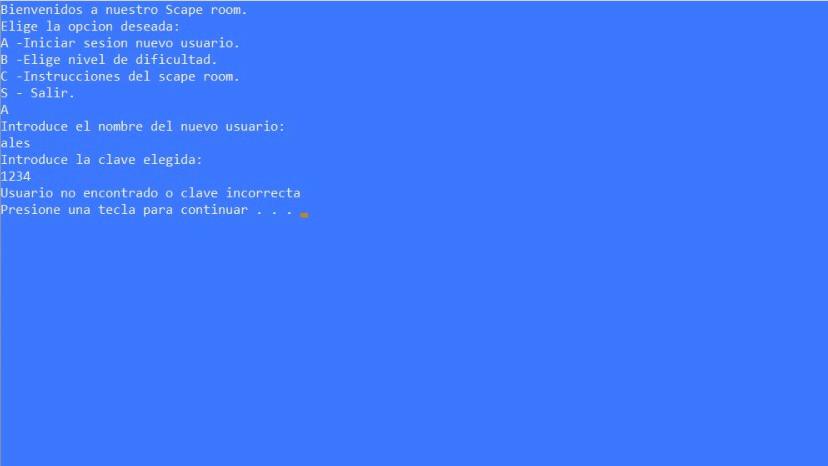 Bienvenidos a nuestro Scape room.
Elige la opcion deseada:
A -Iniciar sesion nuevo usuario.
B -Elige nivel de dificultad.
C -Instrucciones del scape room.
S - Salir.
A
Introduce el nombre del nuevo usuario:
ales
Introduce la clave elegida:
1234
Usuario no encontrado o clave incorrecta
Presione una tecla para continuar . . .